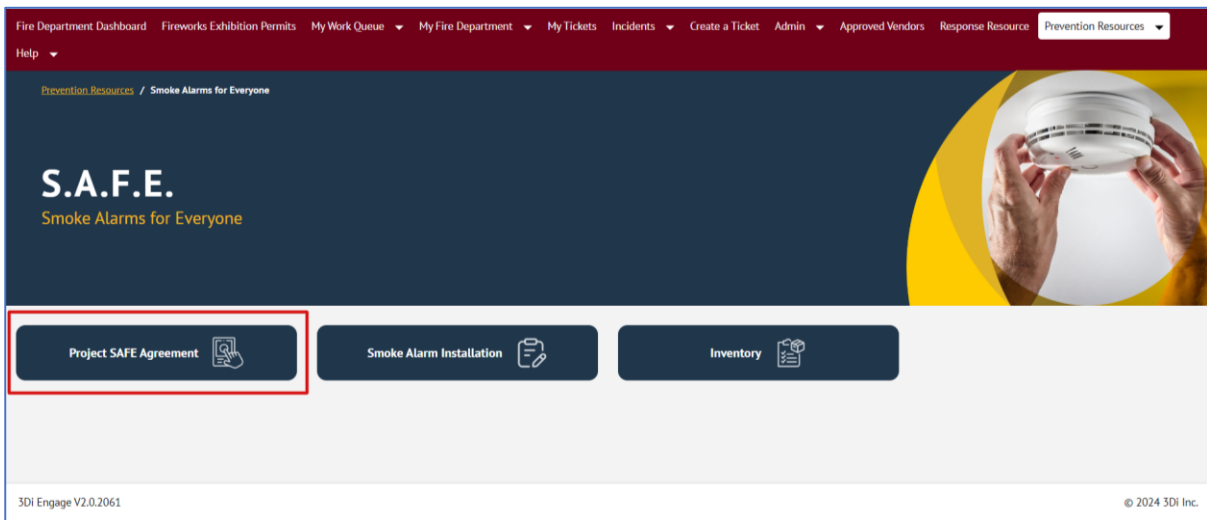 Fire Department Dashboard Fireworks Exhibition Permits My Work Queue My Fire Department My Tickets Incidents Create a Ticket Admin Approved Vendors Response Resource Prevention Resources
Help
Prevention Resources / Smoke Alarms for Everyone
S.A.F.E.
Smoke Alarms for Everyone
Project SAFE Agreement Smoke Alarm Installation Inventory
3Di Engage V2.0.2061 © 2024 3Di Inc.